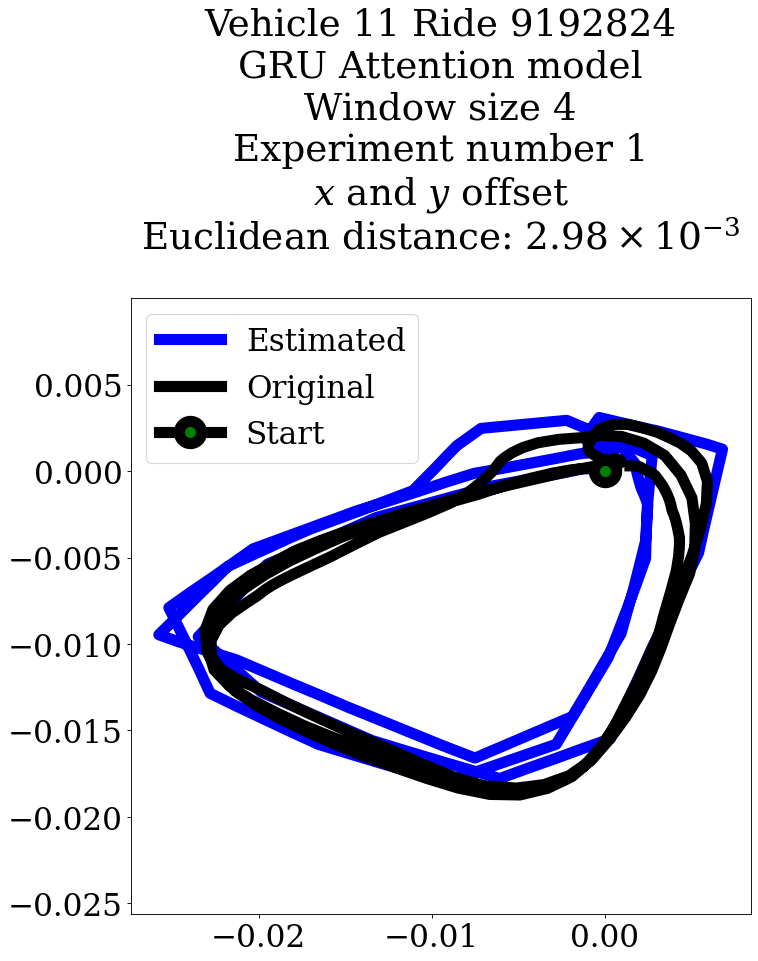 Vehicle 11 Ride 9192824
GRU Attention model
Window size 4
Experiment number 1
x and y offset
Euclidean distance: 2.98 × 10⁻³
Estimated
Original
Start
0.005
0.000
−0.005
−0.010
−0.015
−0.020
−0.025
−0.02
−0.01
0.00